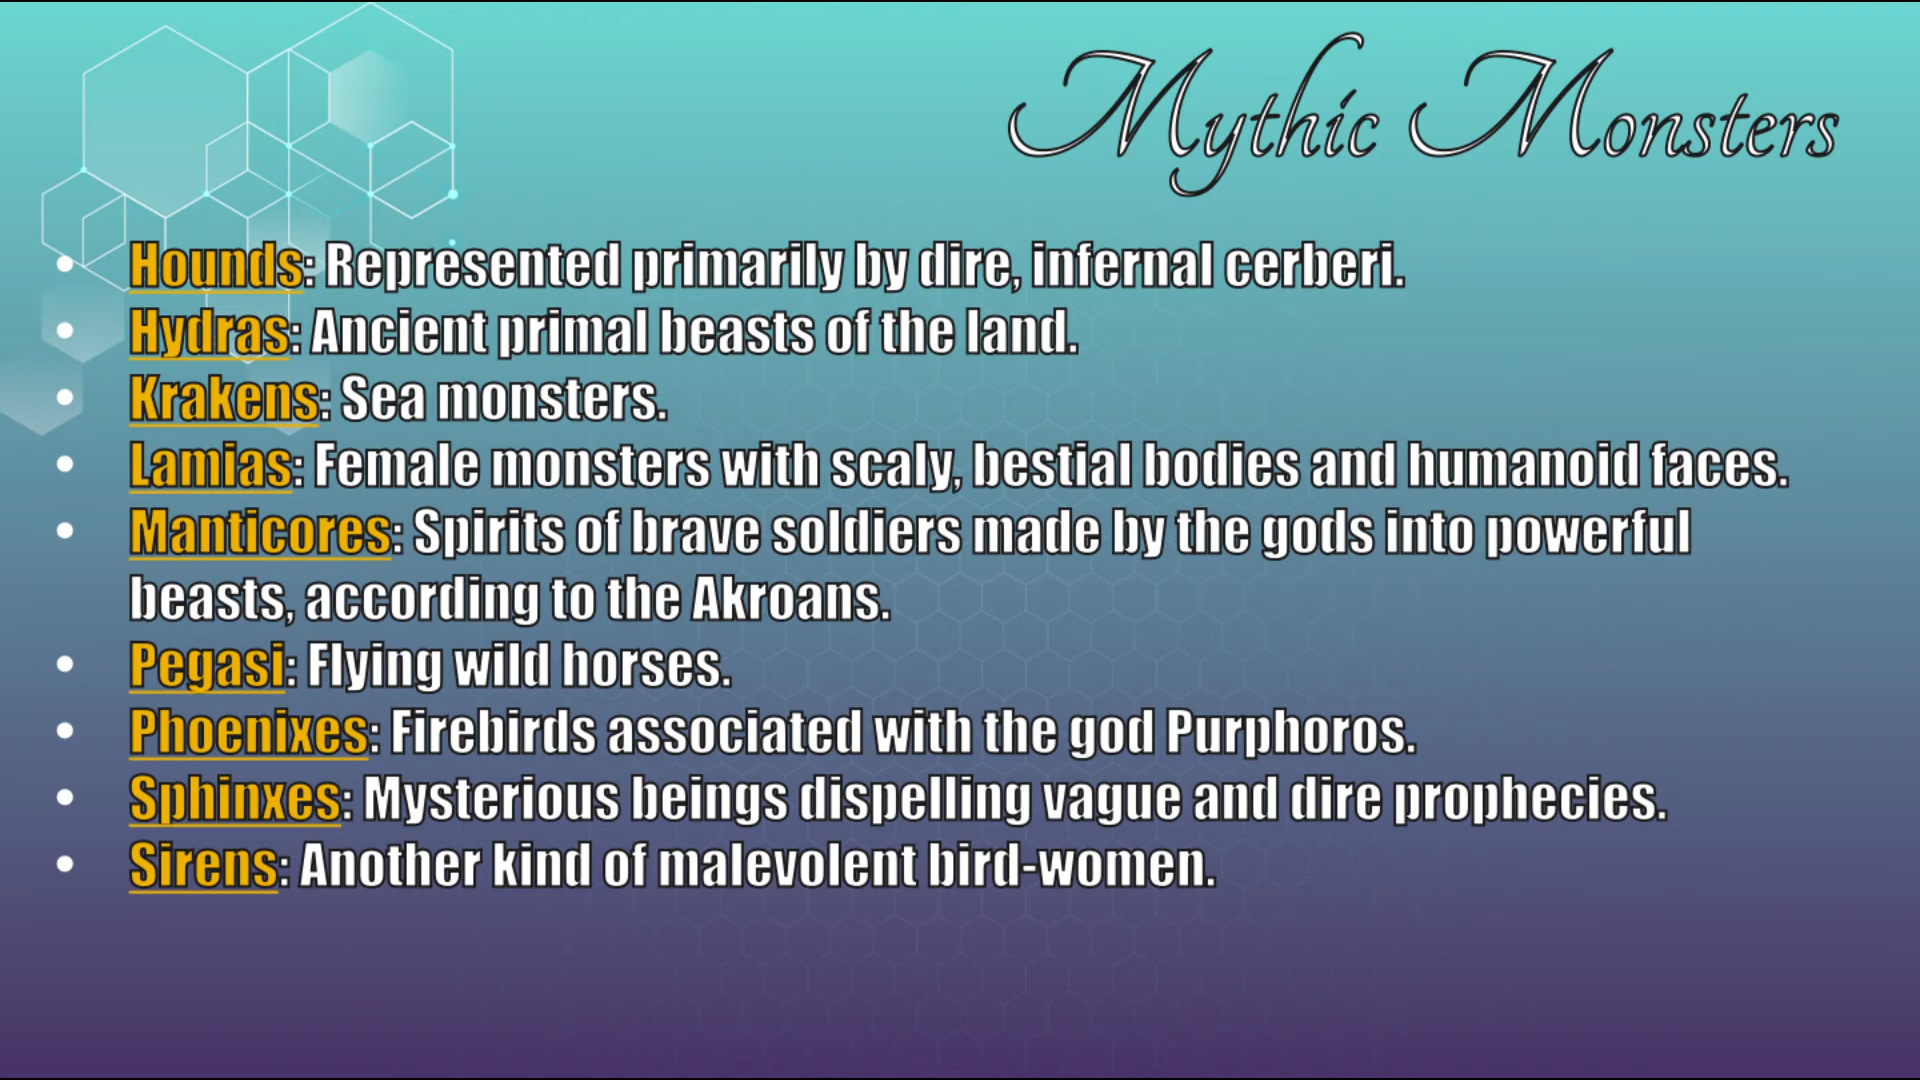 Mythic Monsters
• Hounds: Represented primarily by dire, infernal cerberi.
• Hydras: Ancient primal beasts of the land.
• Krakens: Sea monsters.
• Lamias: Female monsters with scaly, bestial bodies and humanoid faces.
• Manticores: Spirits of brave soldiers made by the gods into powerful
beasts, according to the Akroans.
• Pegasi: Flying wild horses.
• Phoenixes: Firebirds associated with the god Purphoros.
• Sphinxes: Mysterious beings dispelling vague and dire prophecies.
• Sirens: Another kind of malevolent bird-women.